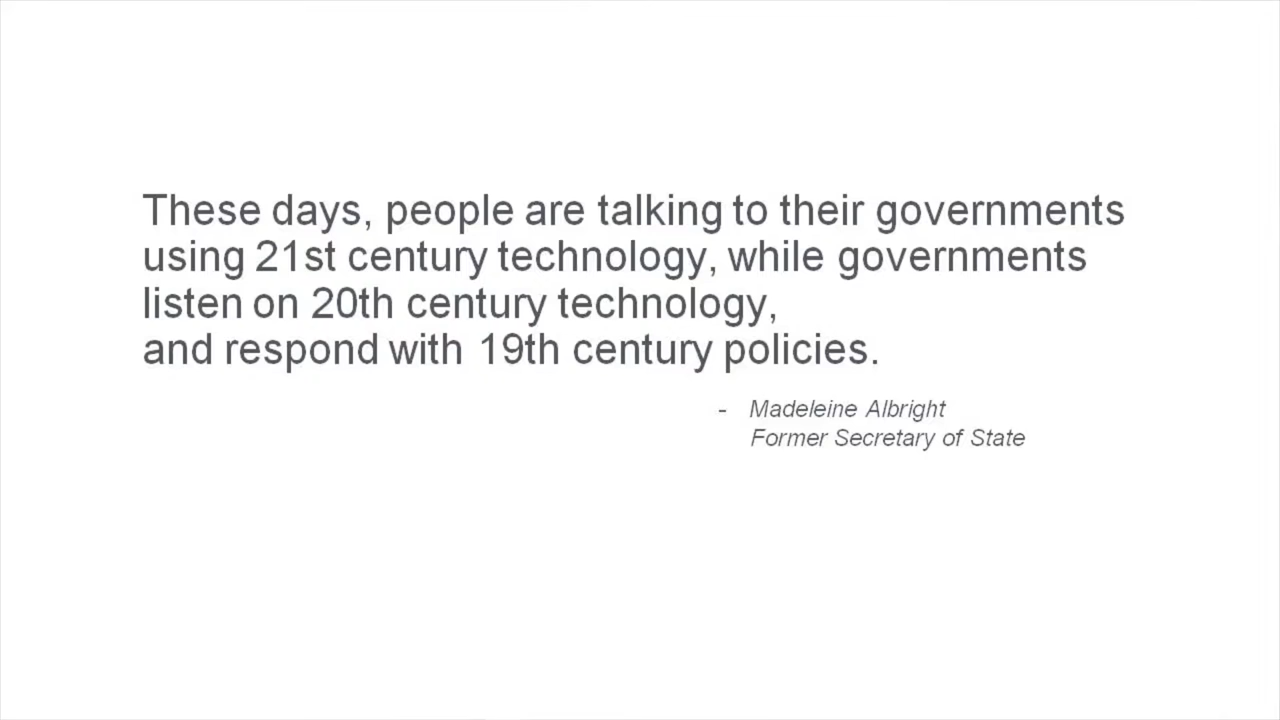 These days, people are talking to their governments
using 21st century technology, while governments
listen on 20th century technology,
and respond with 19th century policies.
- Madeleine Albright
Former Secretary of State